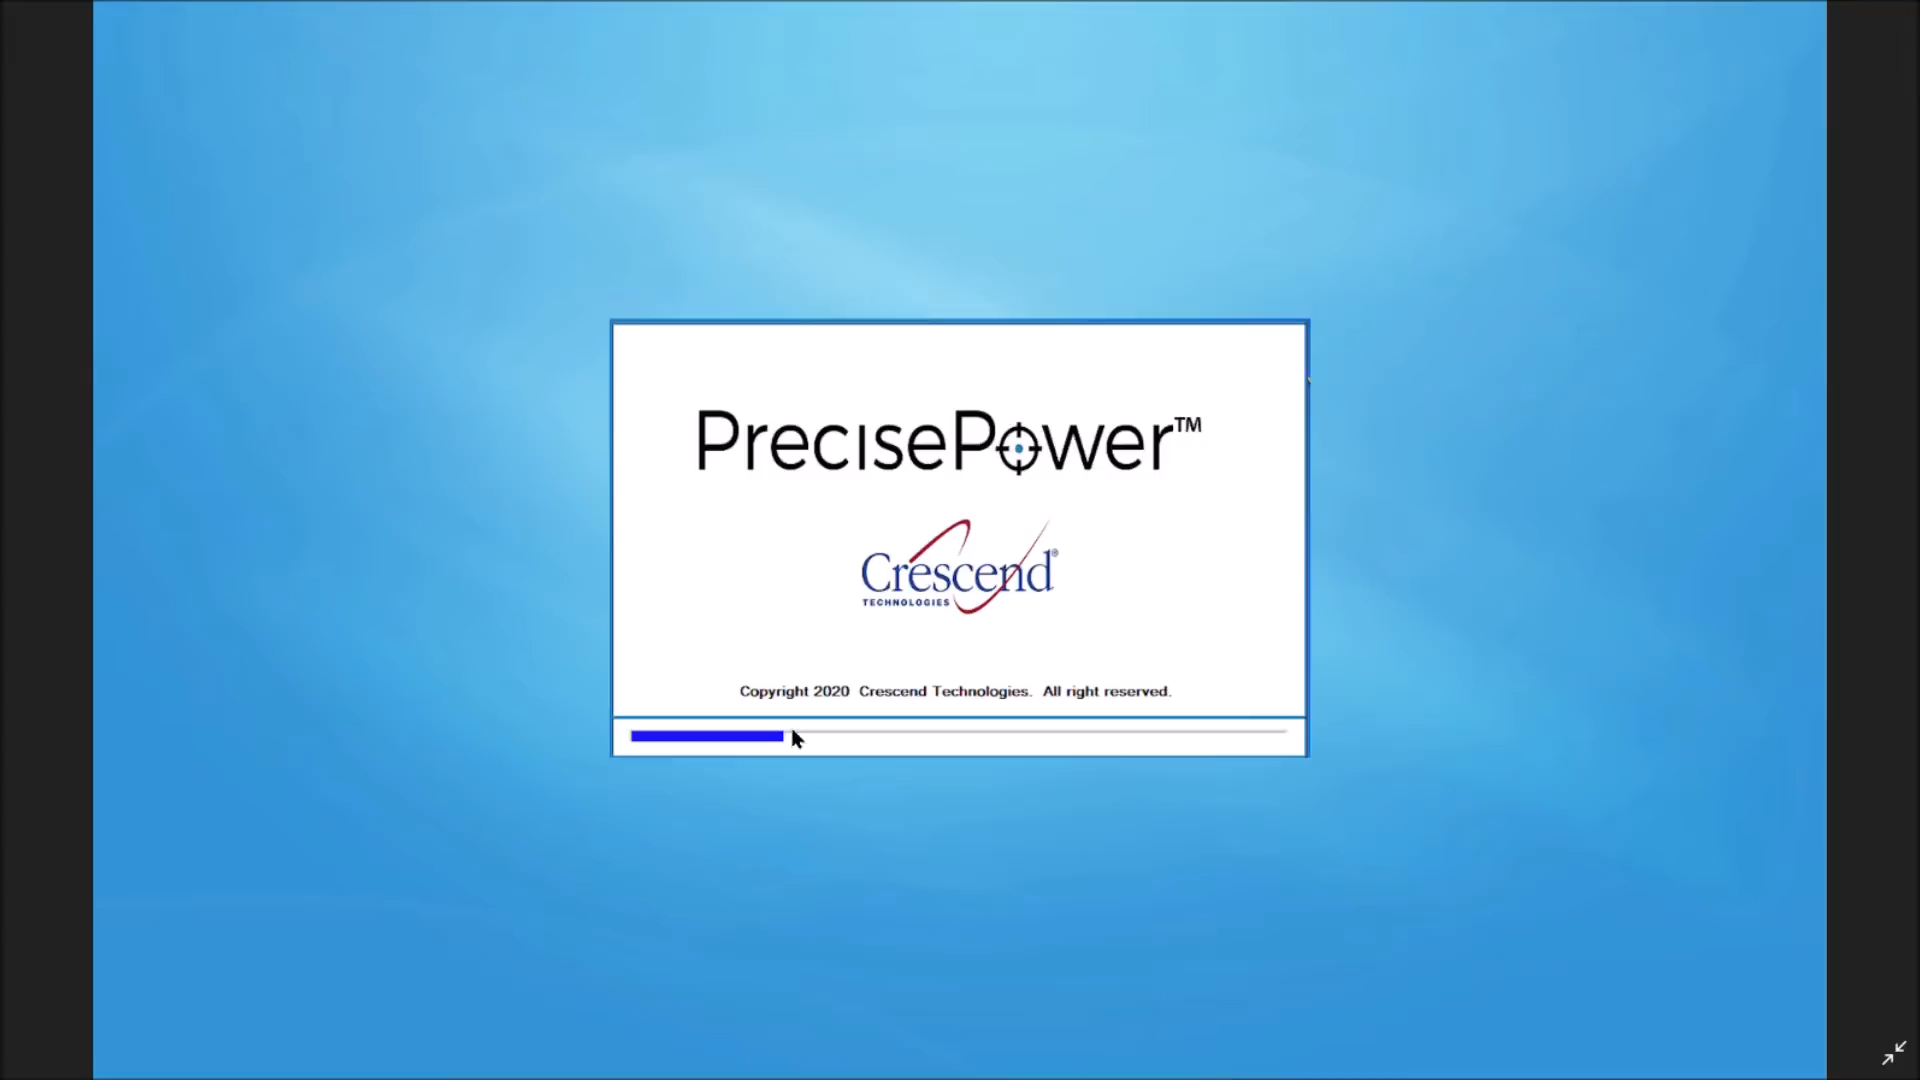 PrecisePower™
Crescend®
TECHNOLOGIES
Copyright 2020 Crescend Technologies. All right reserved.